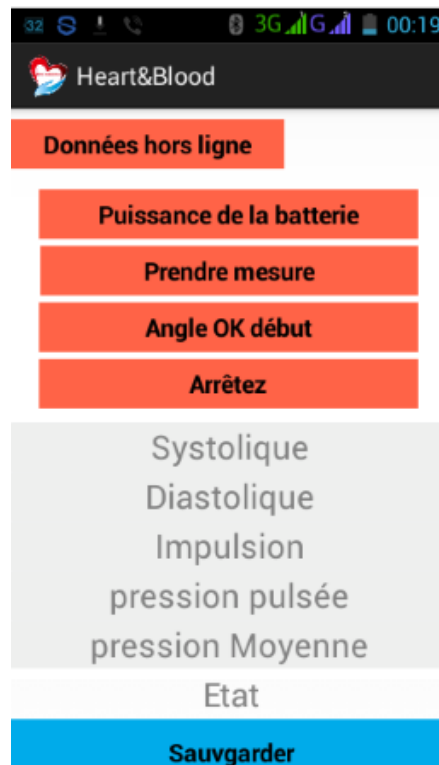 32 3G G 00:19
Heart&Blood
Données hors ligne
Puissance de la batterie
Prendre mesure
Angle OK début
Arrêtez
Systolique
Diastolique
Impulsion
pression pulsée
pression Moyenne
Etat
Sauvgarder